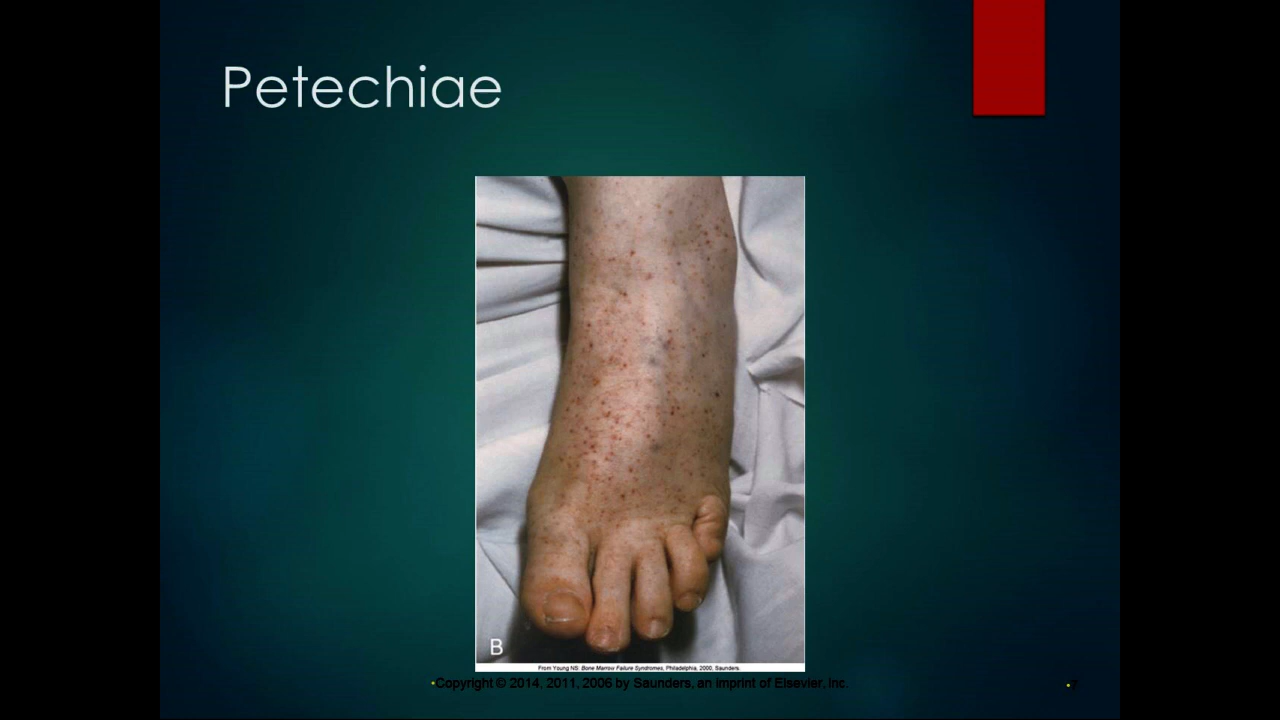 Petechiae
B
From Young NS: Bone Marrow Failure Syndromes, Philadelphia, 2000, Saunders.
•Copyright © 2014, 2011, 2006 by Saunders, an imprint of Elsevier, Inc.